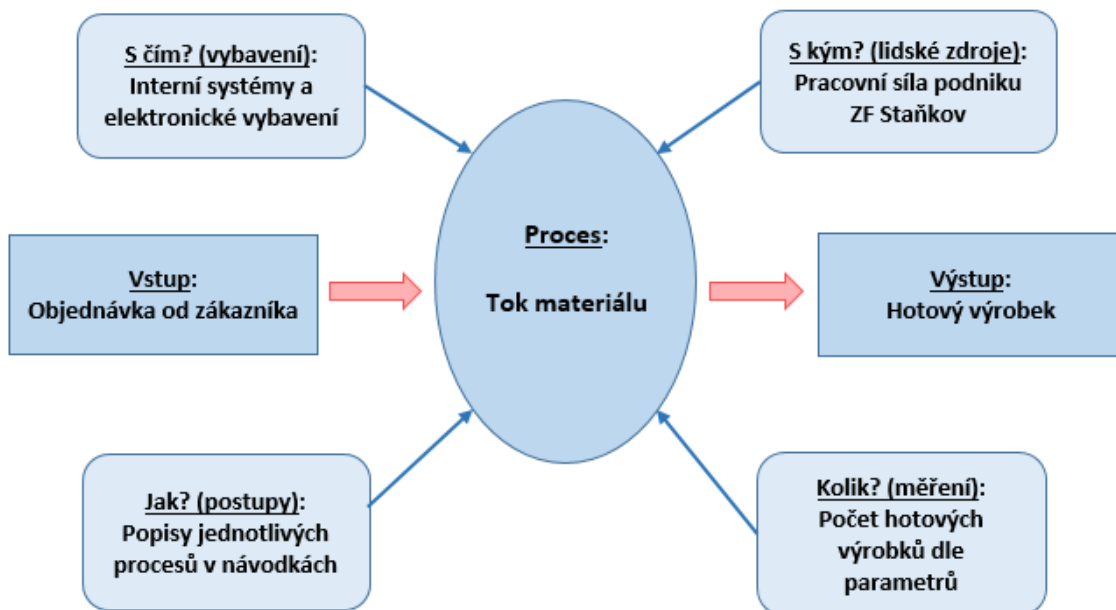 S čím? (vybavení):
Interní systémy a
elektronické vybavení
S kým? (lidské zdroje):
Pracovní síla podniku
ZF Staňkov
Vstup:
Objednávka od zákazníka
Proces:
Tok materiálu
Výstup:
Hotový výrobek
Jak? (postupy):
Popisy jednotlivých
procesů v návodkách
Kolik? (měření):
Počet hotových
výrobků dle
parametrů